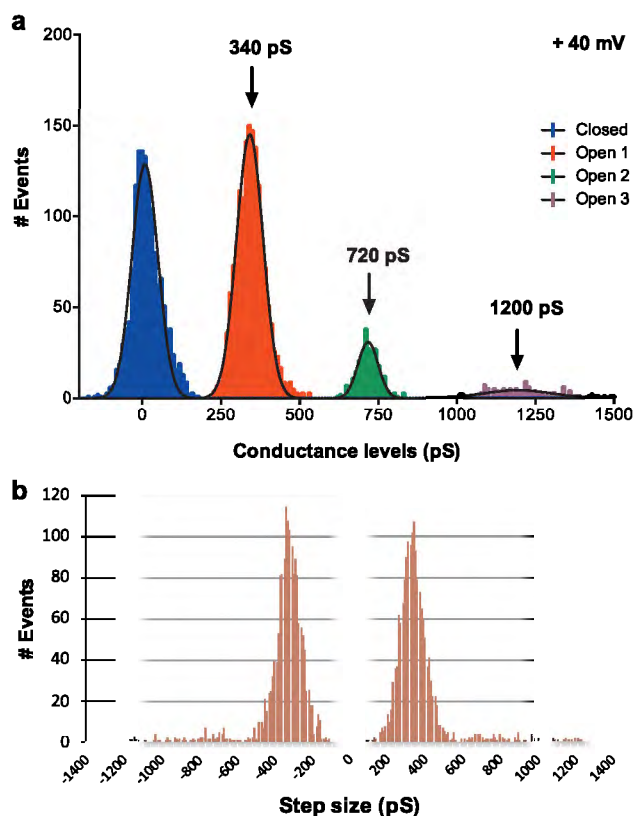 a
340 pS
+ 40 mV
200
150
100
50
0
# Events
720 pS
1200 pS
Closed
Open 1
Open 2
Open 3
0 250 500 750 1000 1250 1500
Conductance levels (pS)
b
120
100
80
60
40
20
0
# Events
-1400 -1200 -1000 -800 -600 -400 -200 0 200 400 600 800 1000 1200 1400
Step size (pS)